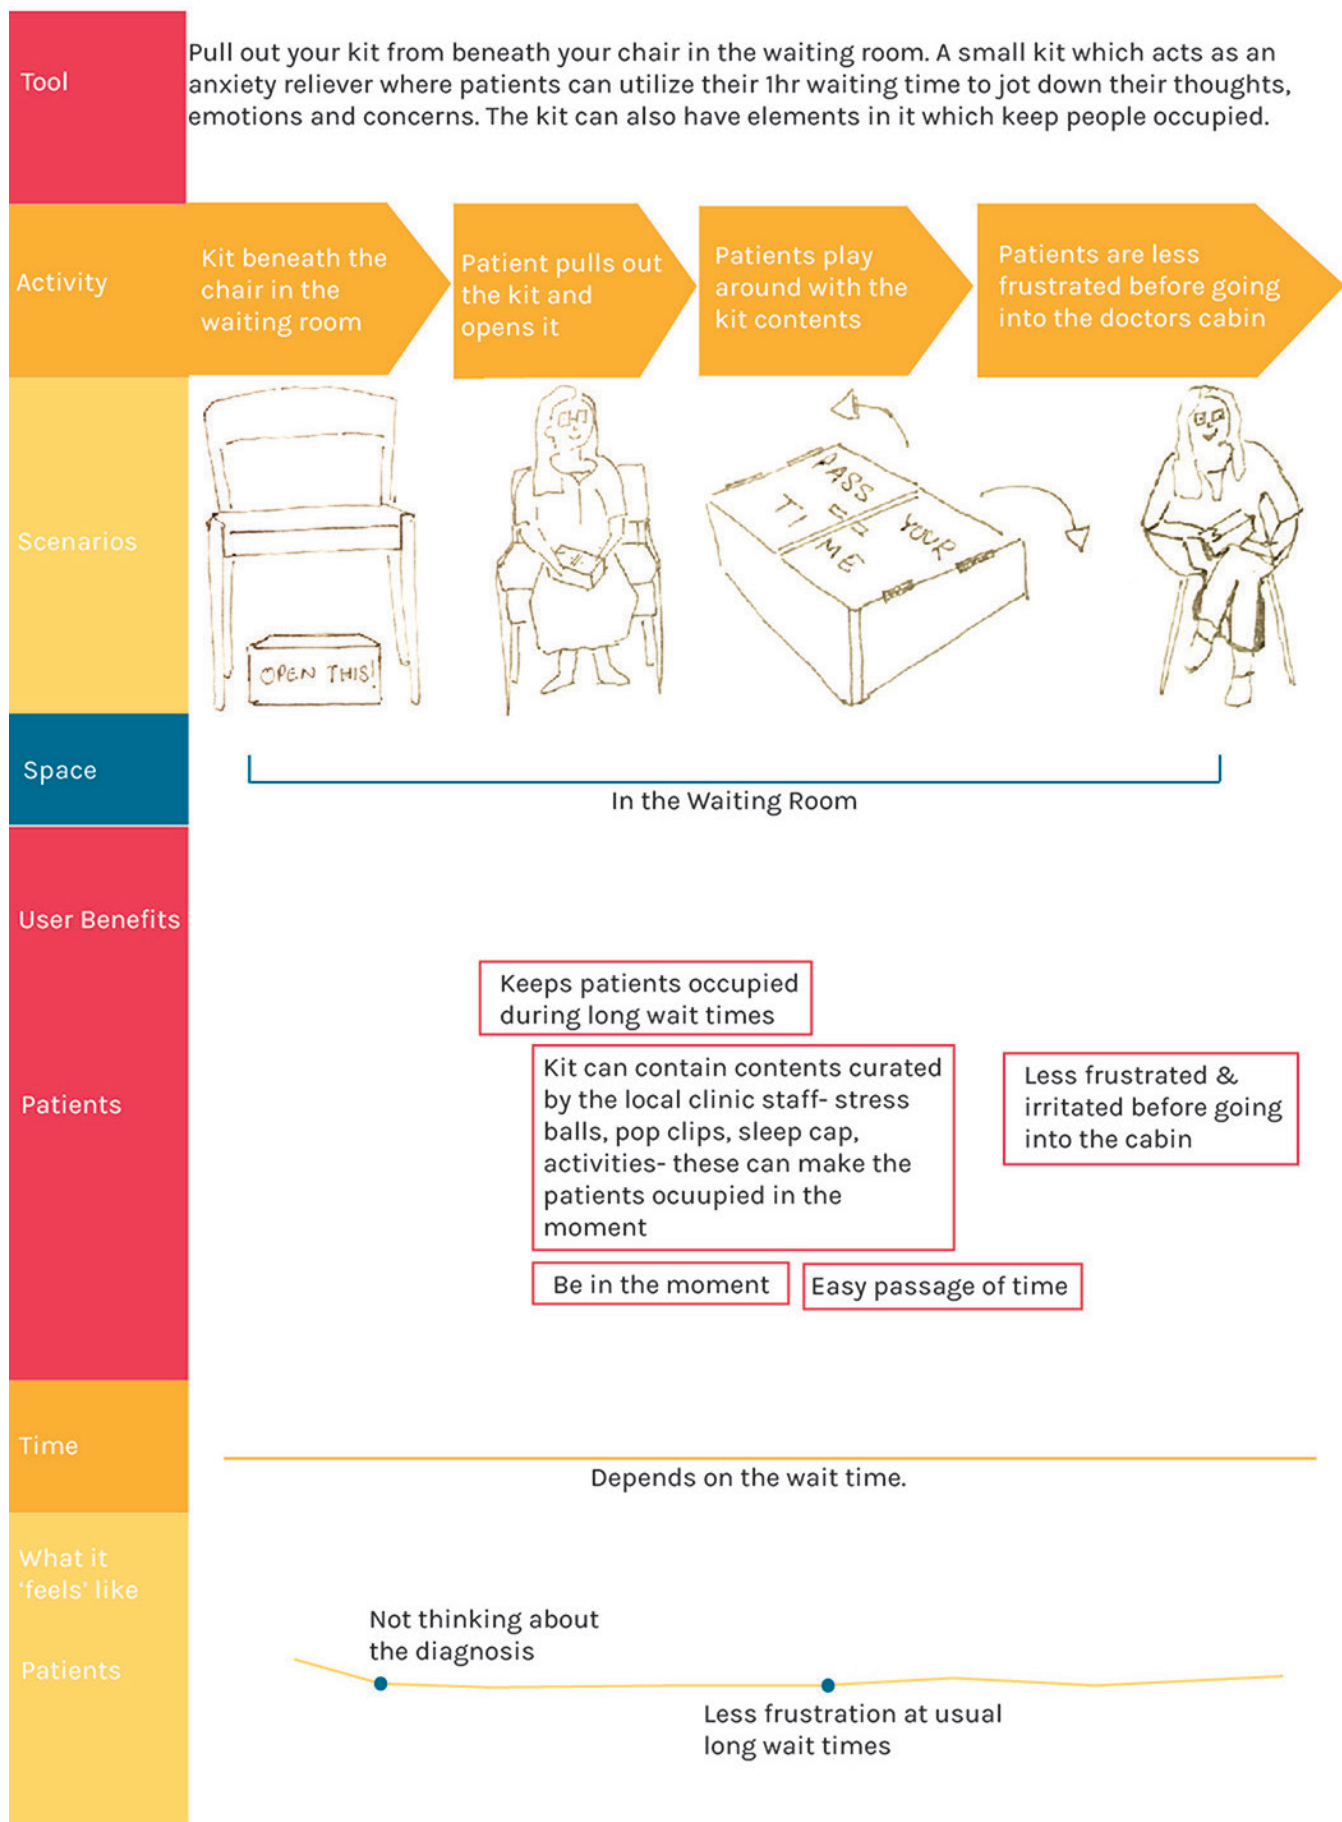 Tool
Pull out your kit from beneath your chair in the waiting room. A small kit which acts as an
anxiety reliever where patients can utilize their 1hr waiting time to jot down their thoughts,
emotions and concerns. The kit can also have elements in it which keep people occupied.
Activity
Kit beneath the
chair in the
waiting room
Patient pulls out
the kit and
opens it
Patients play
around with the
kit contents
Patients are less
frustrated before going
into the doctors cabin
Scenarios
OPEN THIS!
PASS YOUR
TIME
Space
In the Waiting Room
User Benefits
Patients
Keeps patients occupied
during long wait times
Kit can contain contents curated
by the local clinic staff- stress
balls, pop clips, sleep cap,
activities- these can make the
patients ocuupied in the
moment
Less frustrated &
irritated before going
into the cabin
Be in the moment
Easy passage of time
Time
Depends on the wait time.
What it
‘feels’ like
Patients
Not thinking about
the diagnosis
Less frustration at usual
long wait times